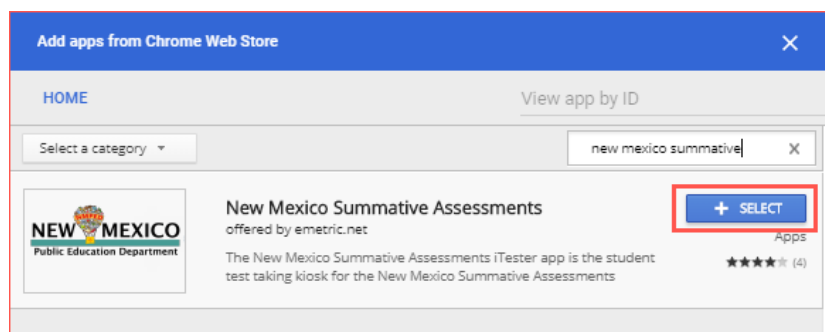 Add apps from Chrome Web Store
HOME
View app by ID
Select a category
new mexico summative
New Mexico Summative Assessments
+ SELECT
offered by emetric.net
Apps
NEW MEXICO
Public Education Department
The New Mexico Summative Assessments iTester app is the student
test taking kiosk for the New Mexico Summative Assessments
(4)